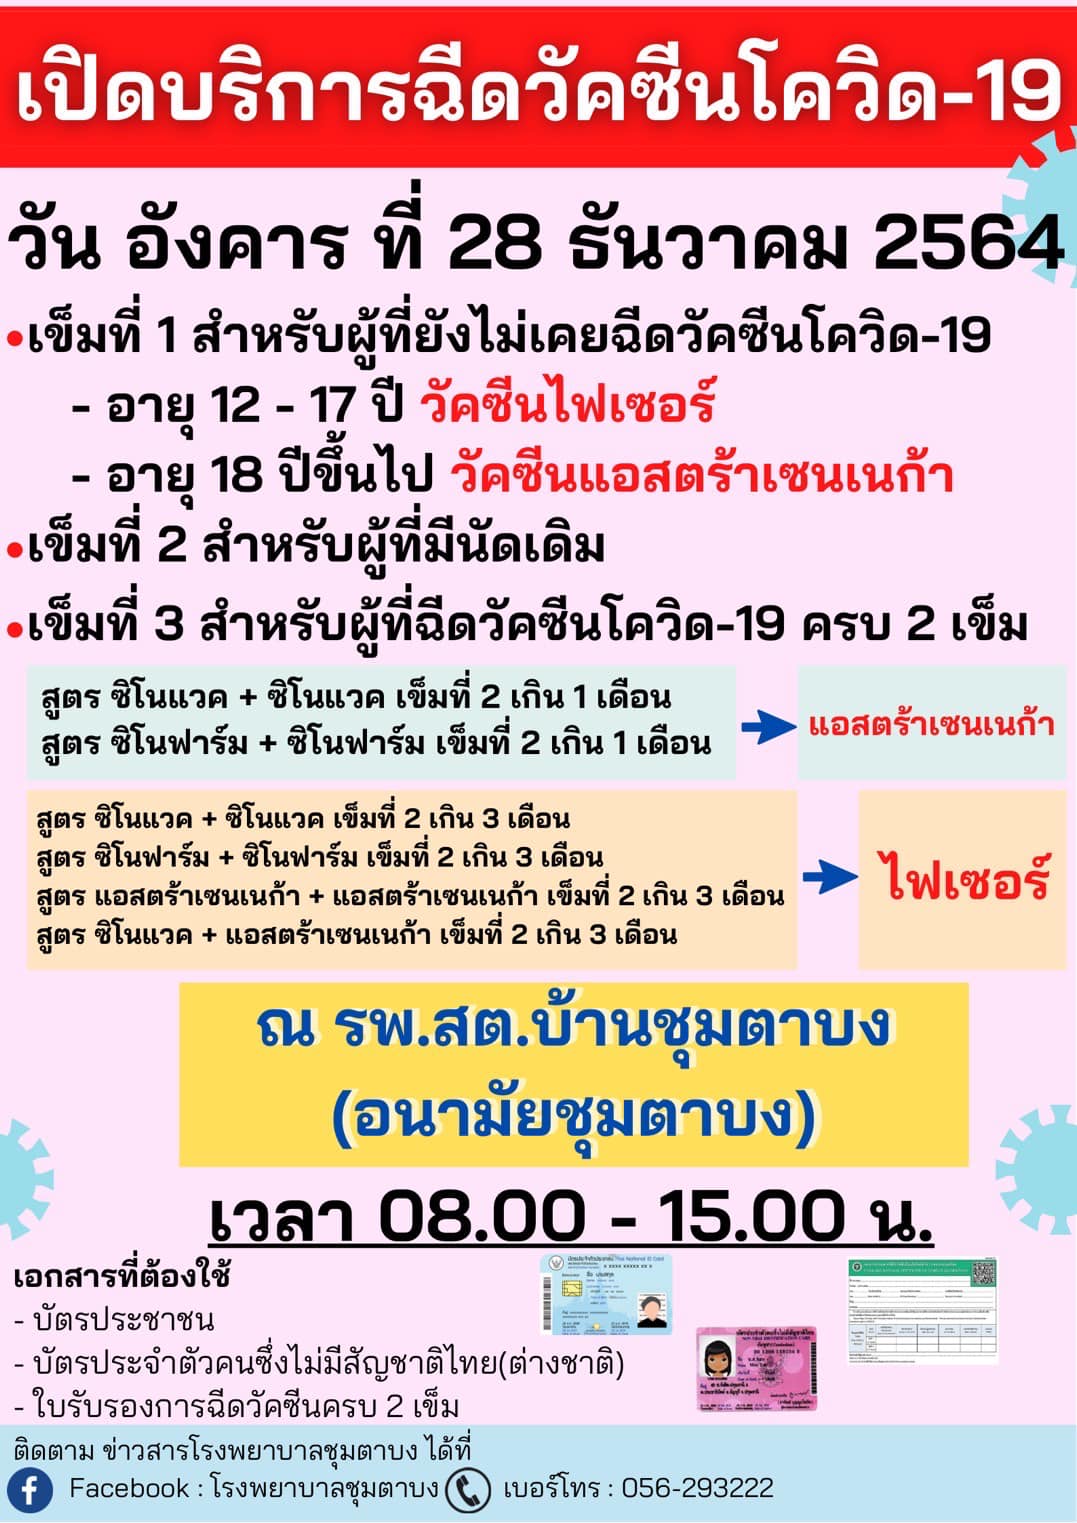 เปิดบริการฉีดวัคซีนโควิด-19
วัน อังคาร ที่ 28 ธันวาคม 2564
•เข็มที่ 1 สำหรับผู้ที่ยังไม่เคยฉีดวัคซีนโควิด-19
- อายุ 12 - 17 ปี วัคซีนไฟเซอร์
- อายุ 18 ปีขึ้นไป วัคซีนแอสตร้าเซนเนก้า
•เข็มที่ 2 สำหรับผู้ที่มีนัดเดิม
•เข็มที่ 3 สำหรับผู้ที่ฉีดวัคซีนโควิด-19 ครบ 2 เข็ม
สูตร ซิโนแวค + ซิโนแวค เข็มที่ 2 เกิน 1 เดือน
สูตร ซิโนฟาร์ม + ซิโนฟาร์ม เข็มที่ 2 เกิน 1 เดือน
แอสตร้าเซนเนก้า
สูตร ซิโนแวค + ซิโนแวค เข็มที่ 2 เกิน 3 เดือน
สูตร ซิโนฟาร์ม + ซิโนฟาร์ม เข็มที่ 2 เกิน 3 เดือน
สูตร แอสตร้าเซนเนก้า + แอสตร้าเซนเนก้า เข็มที่ 2 เกิน 3 เดือน
สูตร ซิโนแวค + แอสตร้าเซนเนก้า เข็มที่ 2 เกิน 3 เดือน
ไฟเซอร์
ณ รพ.สต.บ้านชุมตาบง
(อนามัยชุมตาบง)
เวลา 08.00 - 15.00 น.
เอกสารที่ต้องใช้
- บัตรประชาชน
- บัตรประจำตัวคนซึ่งไม่มีสัญชาติไทย(ต่างชาติ)
- ใบรับรองการฉีดวัคซีนครบ 2 เข็ม
บัตรประจำตัวประชาชน Thai National ID Card
ติดตาม ข่าวสารโรงพยาบาลชุมตาบง ได้ที่
Facebook : โรงพยาบาลชุมตาบง
เบอร์โทร : 056-293222